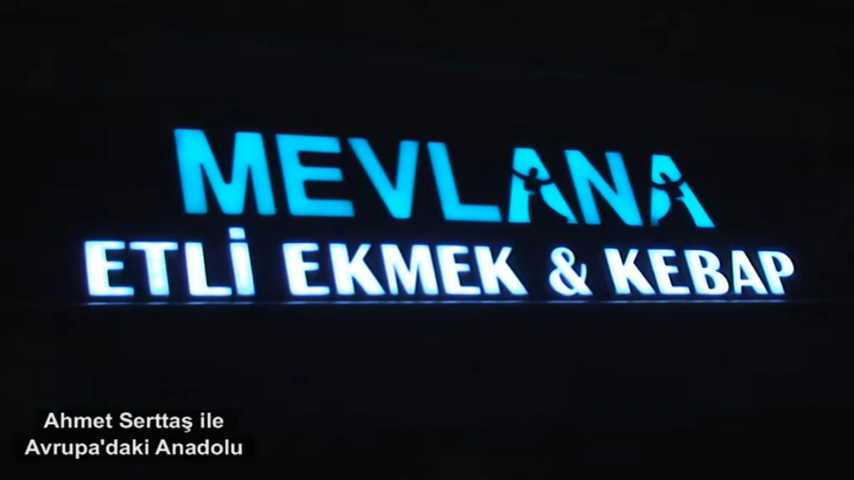 MEVLANA
ETLİ EKMEK & KEBAP
Ahmet Serttaş ile
Avrupa'daki Anadolu